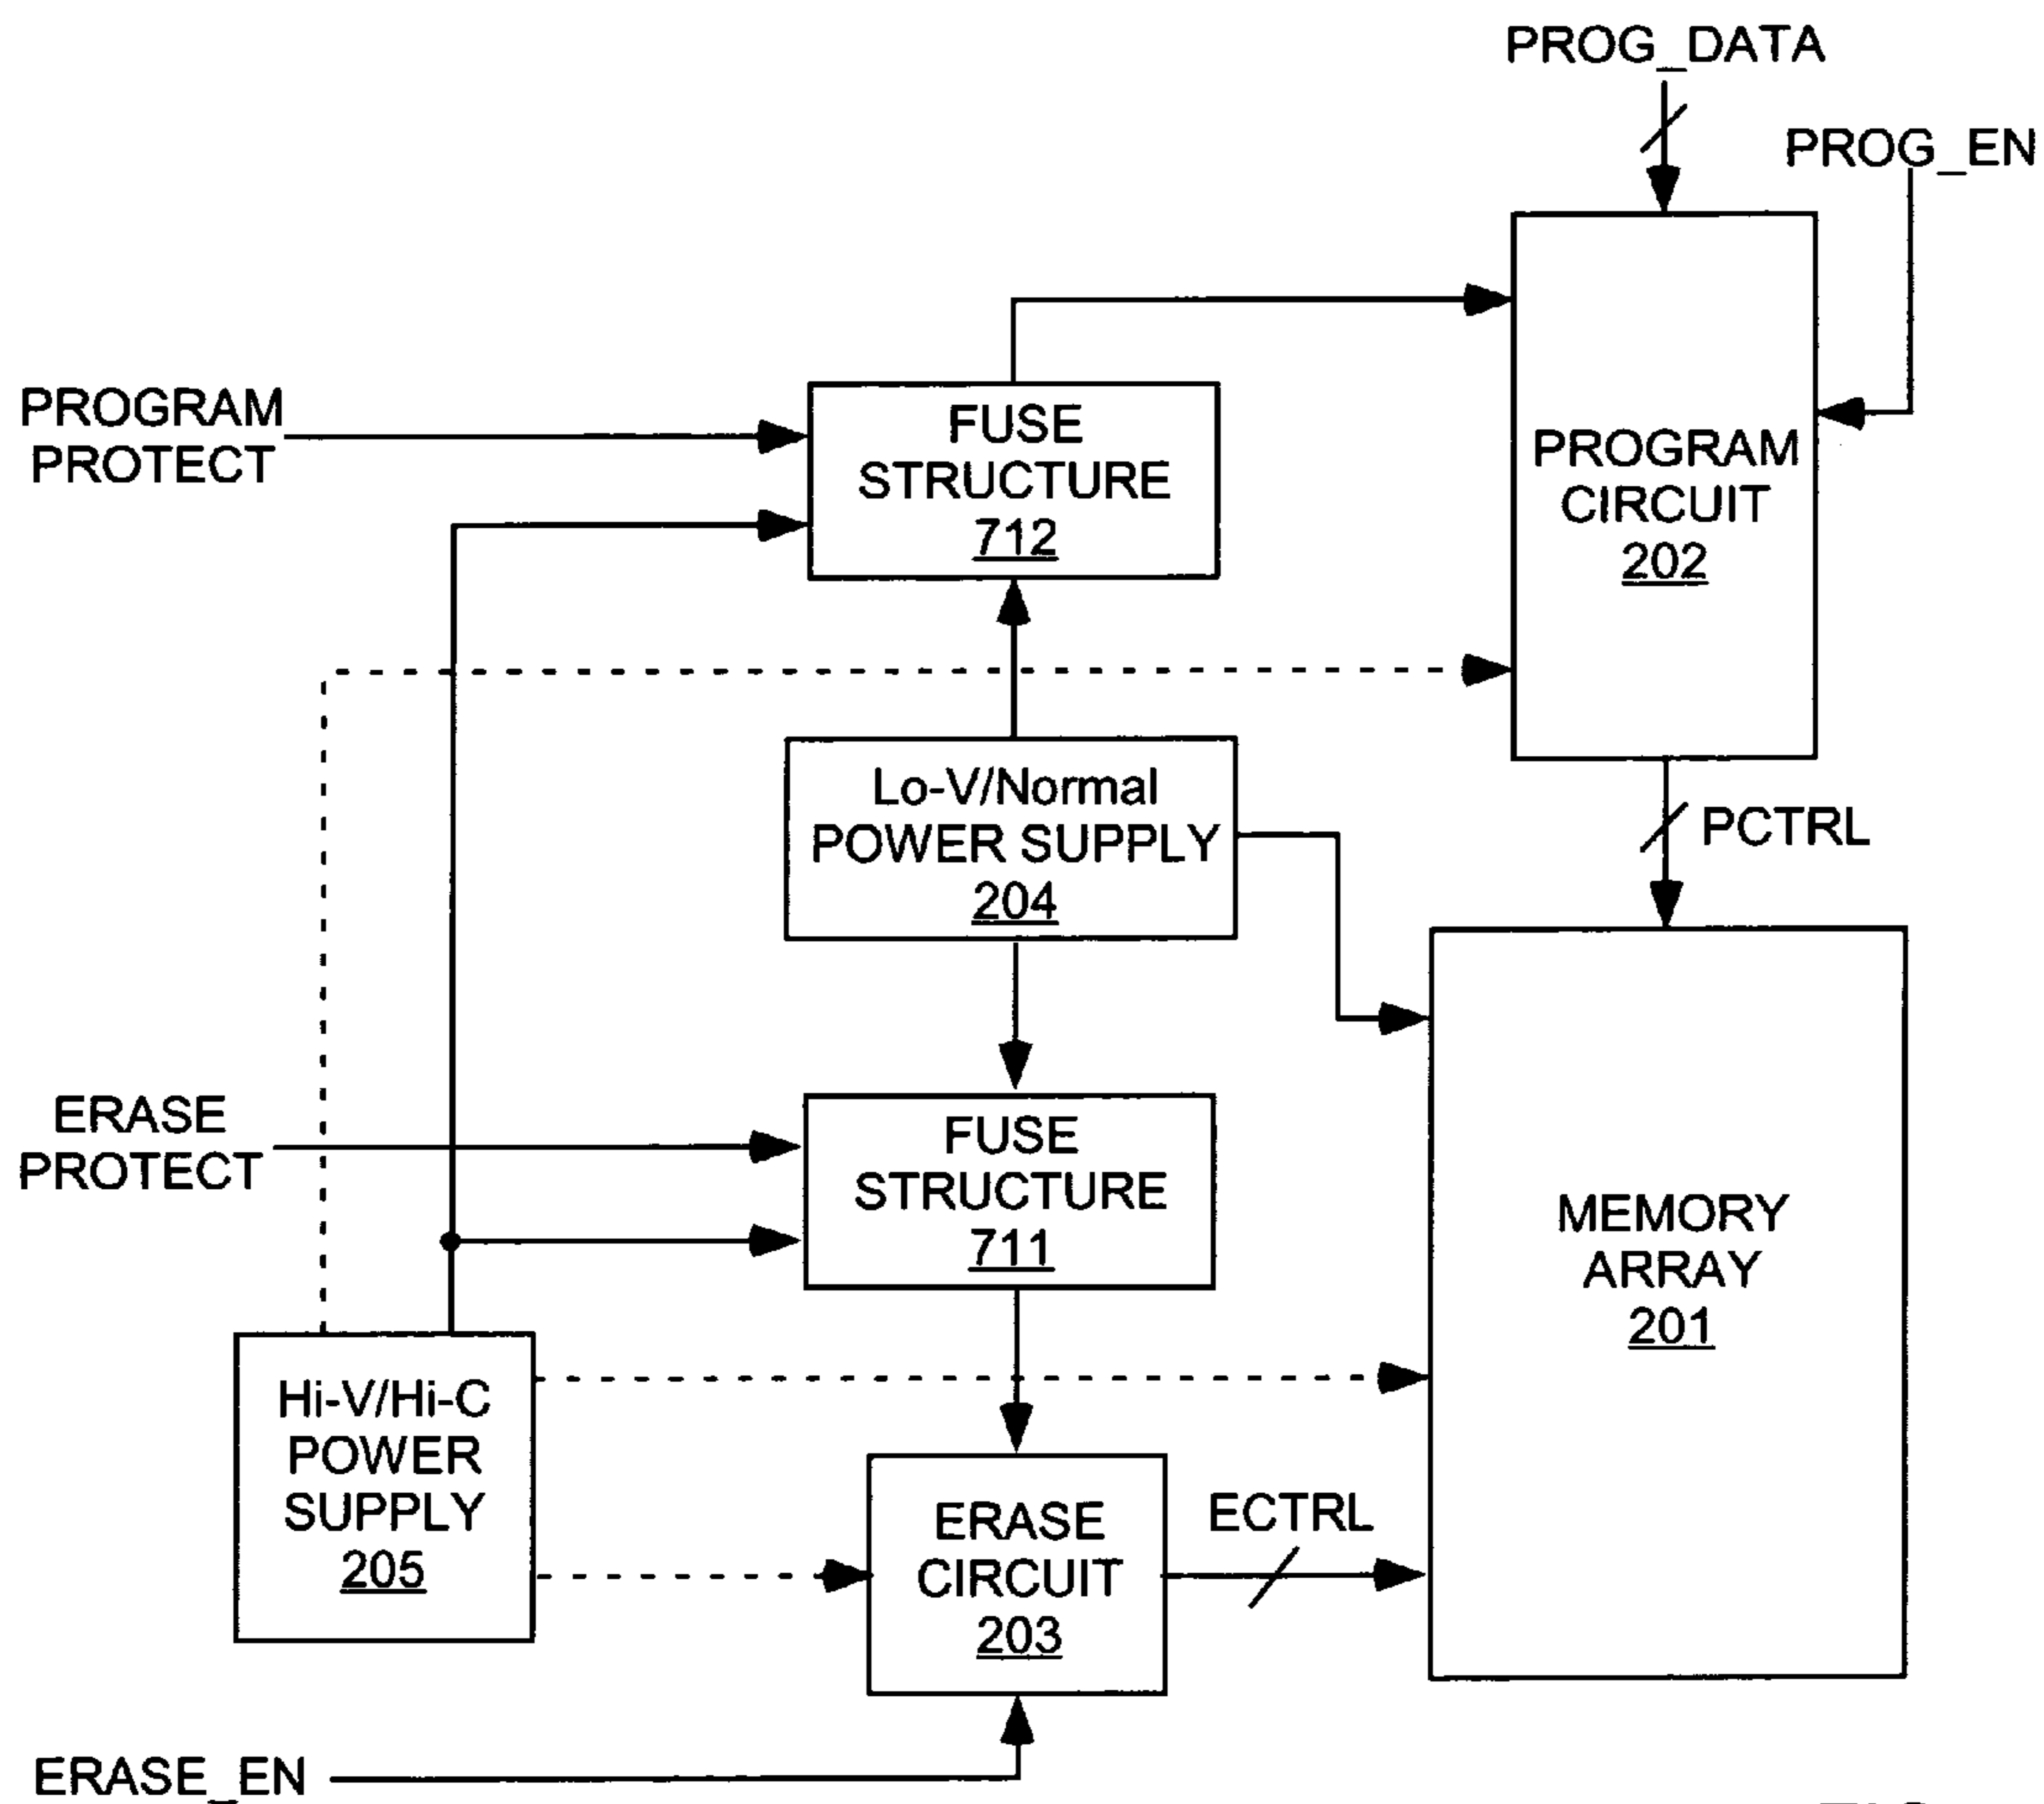 PROG_DATA
PROG_EN
PROGRAM
PROTECT
FUSE
STRUCTURE
712
PROGRAM
CIRCUIT
202
Lo-V/Normal
POWER SUPPLY
204
PCTRL
ERASE
PROTECT
FUSE
STRUCTURE
711
MEMORY
ARRAY
201
Hi-V/Hi-C
POWER
SUPPLY
205
ERASE
CIRCUIT
203
ECTRL
ERASE_EN